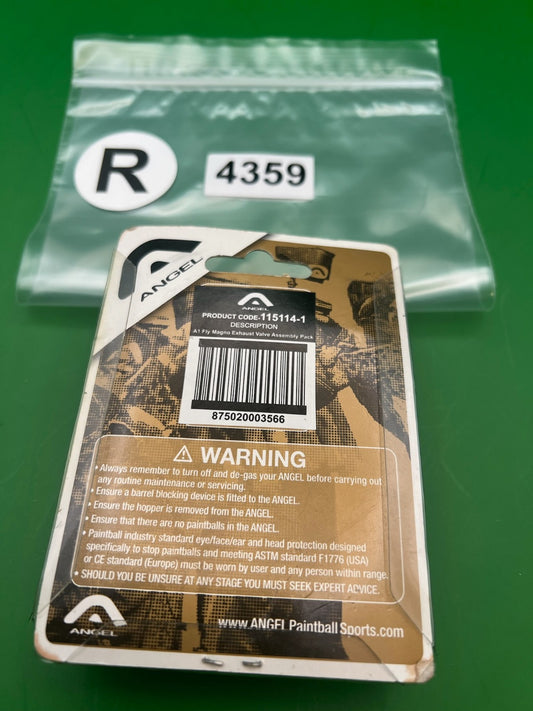 R
4359
ANGEL
ANGEL
PRODUCT CODE-115114-1
DESCRIPTION
A1 Fly Magno Exhaust Valve Assembly Pack
875020003566
⚠ WARNING
• Always remember to turn off and de-gas your ANGEL before carrying out
any routine maintenance or servicing.
• Ensure a barrel blocking device is fitted to the ANGEL.
• Ensure the hopper is removed from the ANGEL.
• Ensure that there are no paintballs in the ANGEL.
• Paintball industry standard eye/face/ear and head protection designed
specifically to stop paintballs and meeting ASTM standard F1776 (USA)
or CE standard (Europe) must be worn by user and any person within range.
• SHOULD YOU BE UNSURE AT ANY STAGE YOU MUST SEEK EXPERT ADVICE.
ANGEL
www.ANGELPaintballSports.com